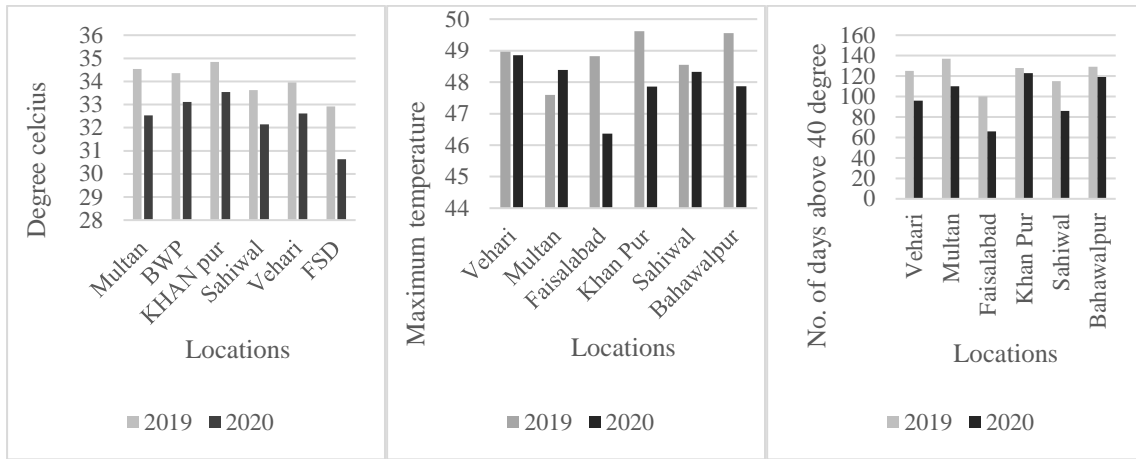 Degree celcius
36
35
34
33
32
31
30
29
28
Multan
BWP
KHAN pur
Sahiwal
Vehari
FSD
Locations
2019 2020
Maximum temperature
50
49
48
47
46
45
44
Vehari
Multan
Faisalabad
Khan Pur
Sahiwal
Bahawalpur
Locations
2019 2020
No. of days above 40 degree
160
140
120
100
80
60
40
20
0
Vehari
Multan
Faisalabad
Khan Pur
Sahiwal
Bahawalpur
Locations
2019 2020